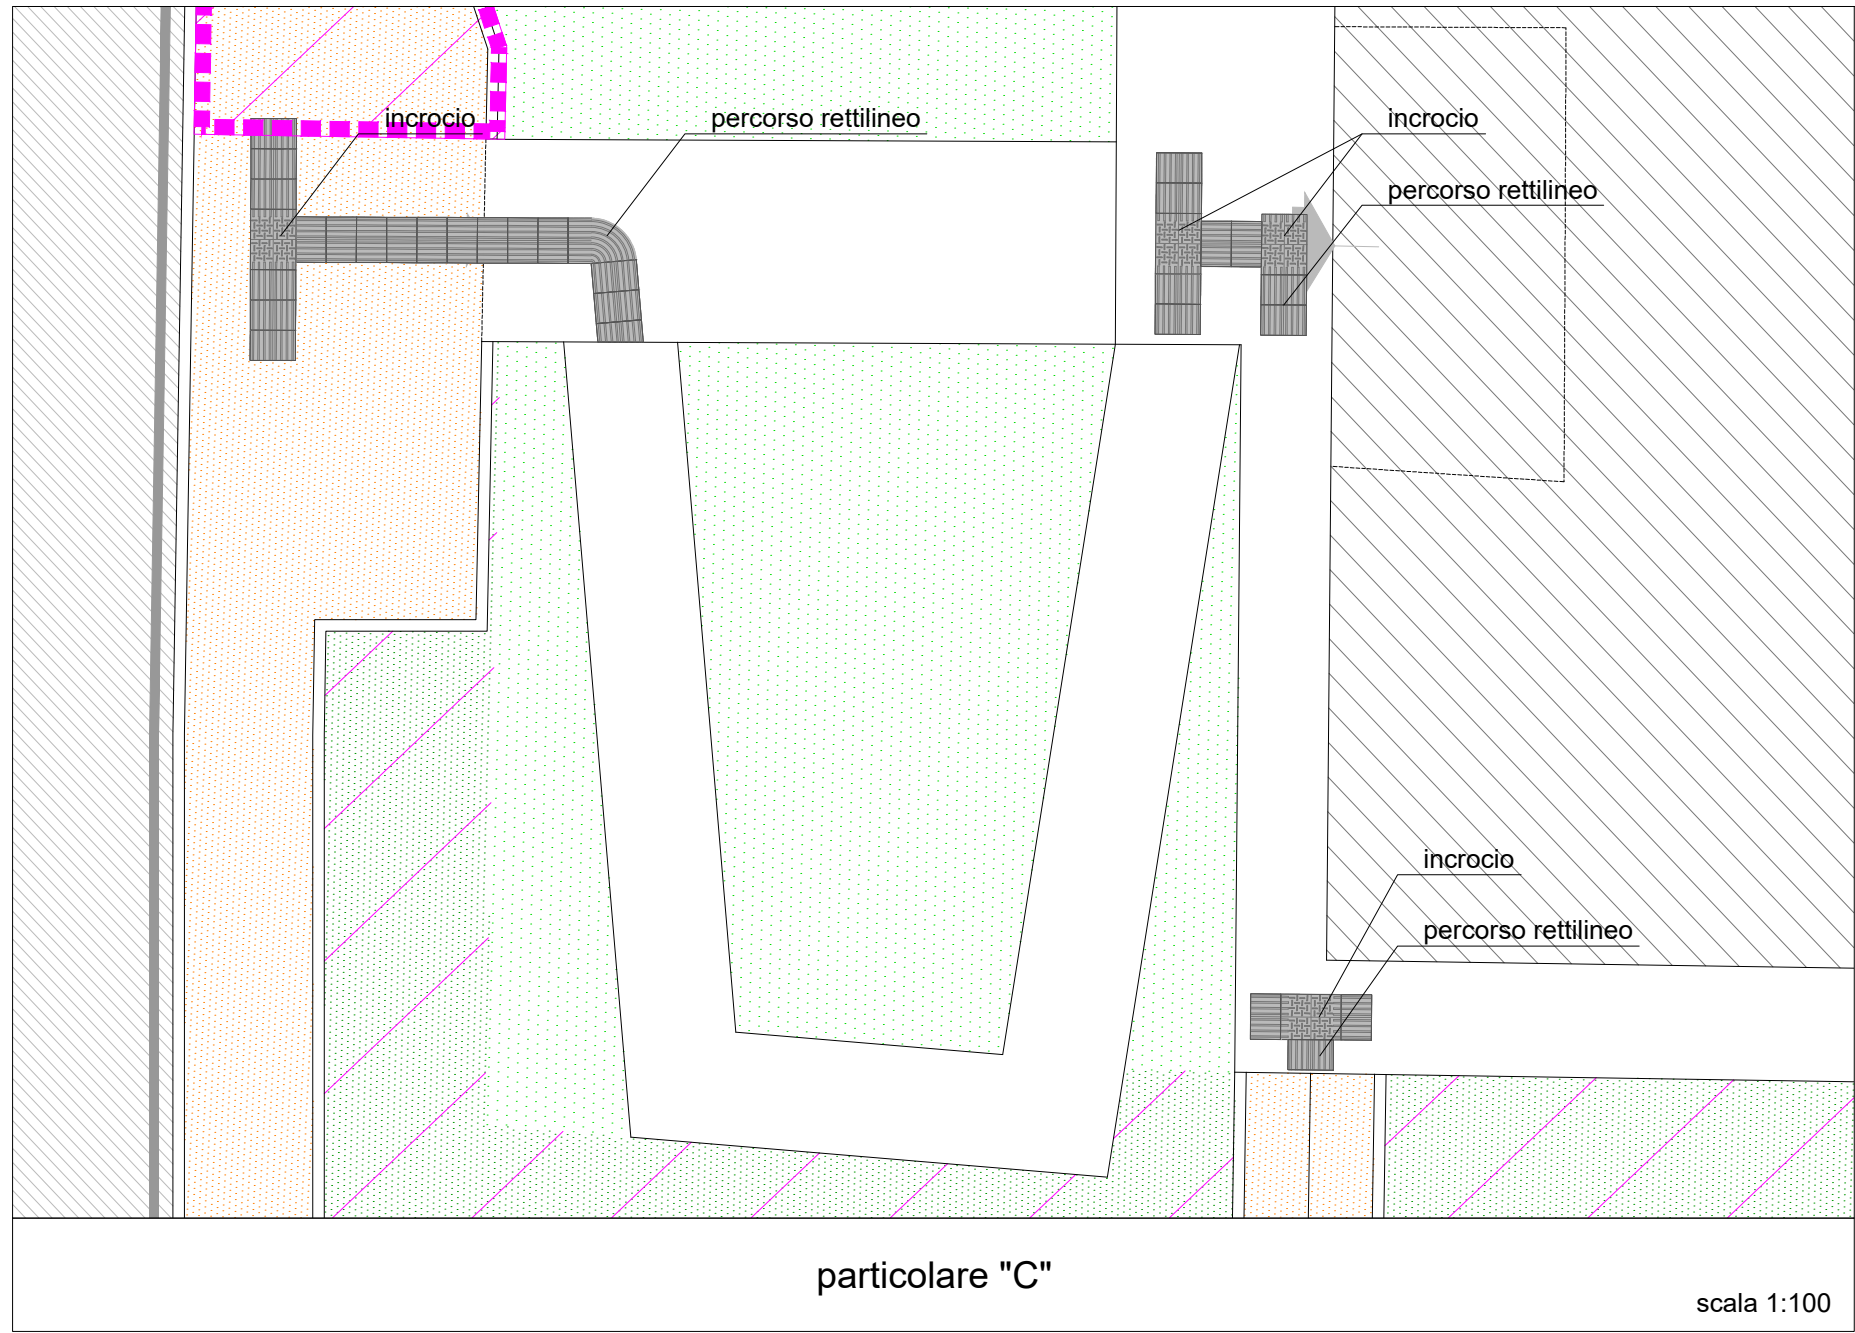 incrocio
percorso rettilineo
incrocio
percorso rettilineo
incrocio
percorso rettilineo
particolare "C"
scala 1:100